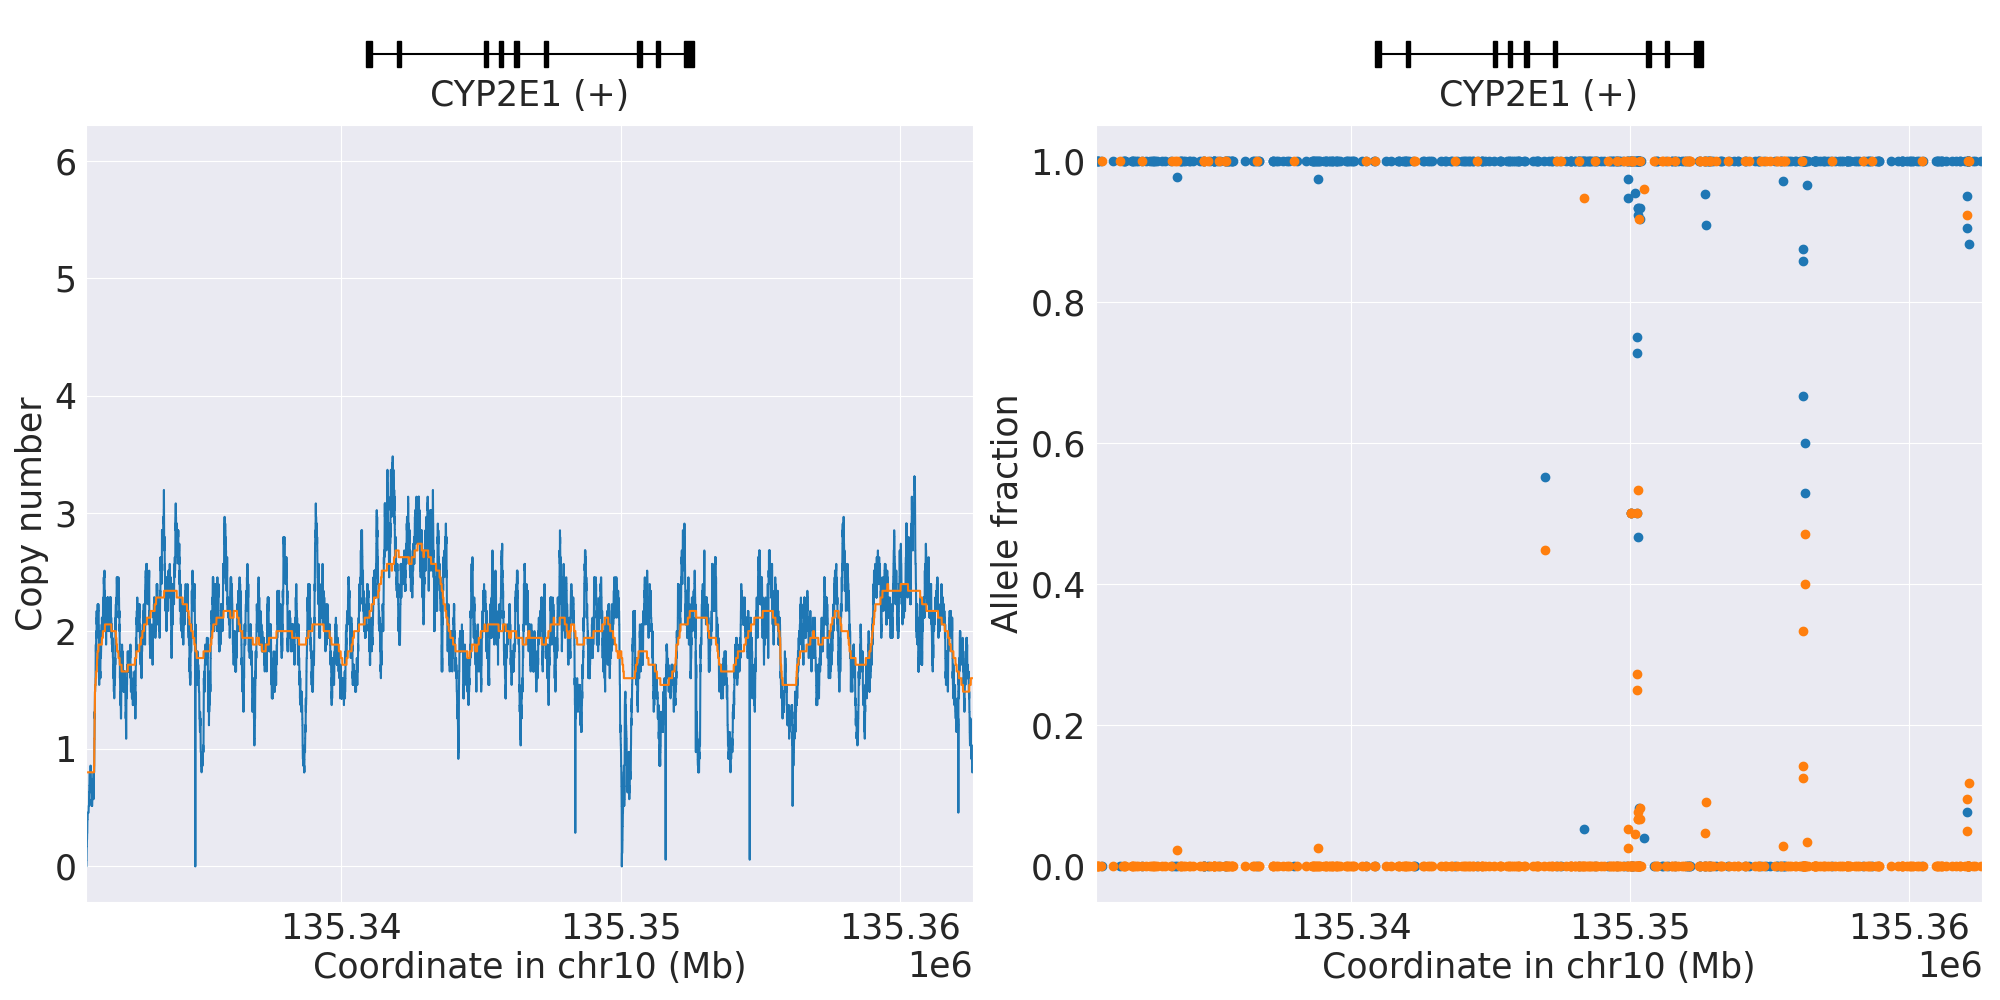 CYP2E1 (+)
6
5
4
3
2
1
0
Copy number
135.34 135.35 135.36
Coordinate in chr10 (Mb)
1e6
CYP2E1 (+)
1.0
0.8
0.6
0.4
0.2
0.0
Allele fraction
135.34 135.35 135.36
Coordinate in chr10 (Mb)
1e6